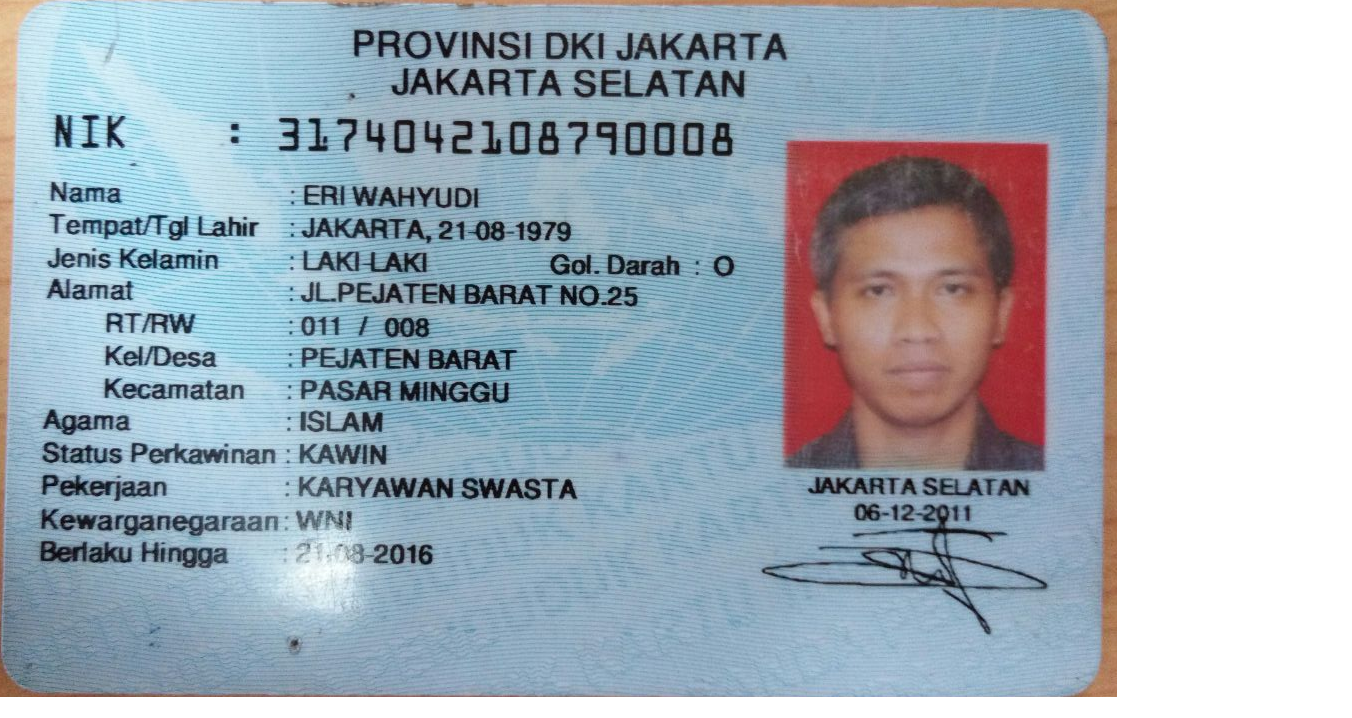 PROVINSI DKI JAKARTA
JAKARTA SELATAN
NIK : 3174042108790008
Nama : ERI WAHYUDI
Tempat/Tgl Lahir : JAKARTA, 21-08-1979
Jenis Kelamin : LAKI-LAKI Gol. Darah : O
Alamat : JL.PEJATEN BARAT NO.25
RT/RW : 011 / 008
Kel/Desa : PEJATEN BARAT
Kecamatan : PASAR MINGGU
Agama : ISLAM
Status Perkawinan : KAWIN
Pekerjaan : KARYAWAN SWASTA
Kewarganegaraan : WNI
Berlaku Hingga : 21-08-2016
JAKARTA SELATAN
06-12-2011